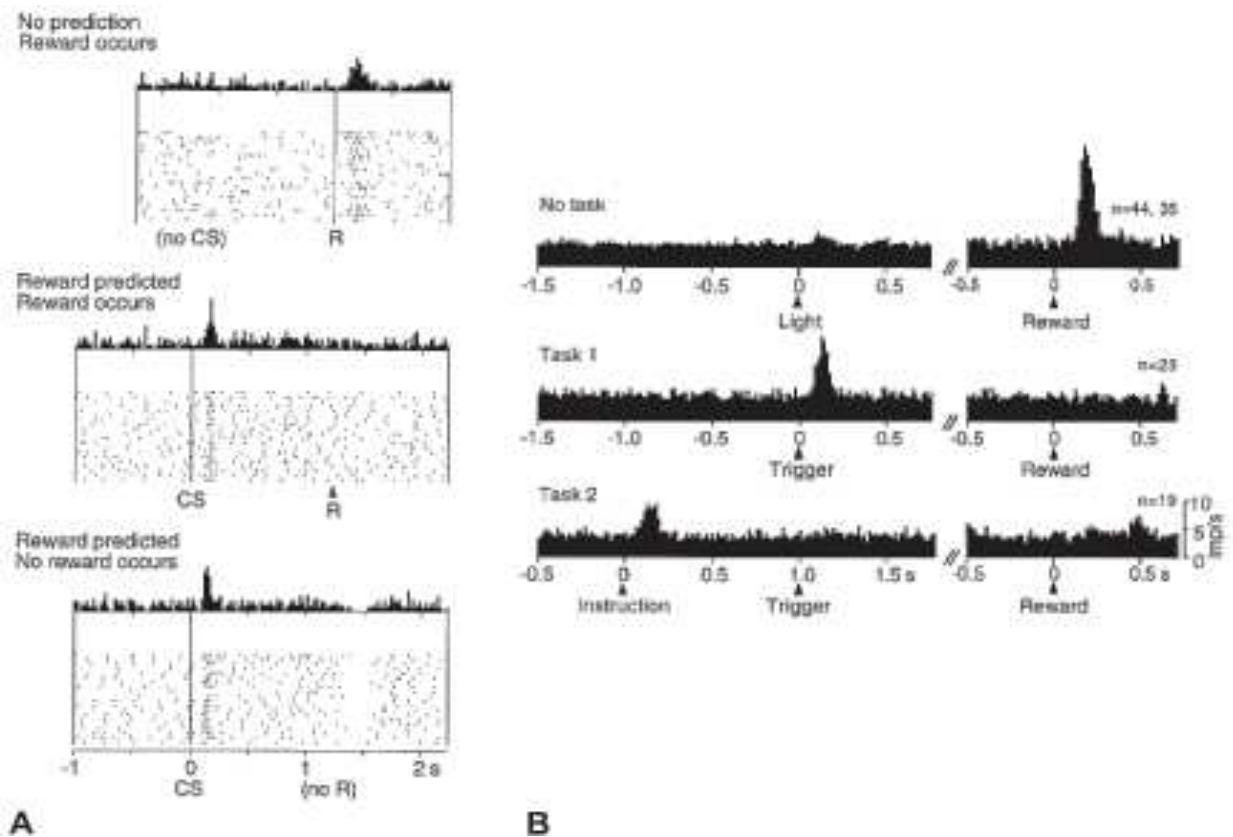 No prediction
Reward occurs
(no CS) R
Reward predicted
Reward occurs
CS R
Reward predicted
No reward occurs
-1 0 1 2 s
CS (no R)
A
No task n=44, 35
-1.5 -1.0 -0.5 0 0.5 // -0.5 0 0.5
Light Reward
Task 1 n=23
-1.5 -1.0 -0.5 0 0.5 // -0.5 0 0.5
Trigger Reward
Task 2 n=19 10
5
0
imp/s
-0.5 0 0.5 1.0 1.5 s // -0.5 0 0.5 s
Instruction Trigger Reward
B